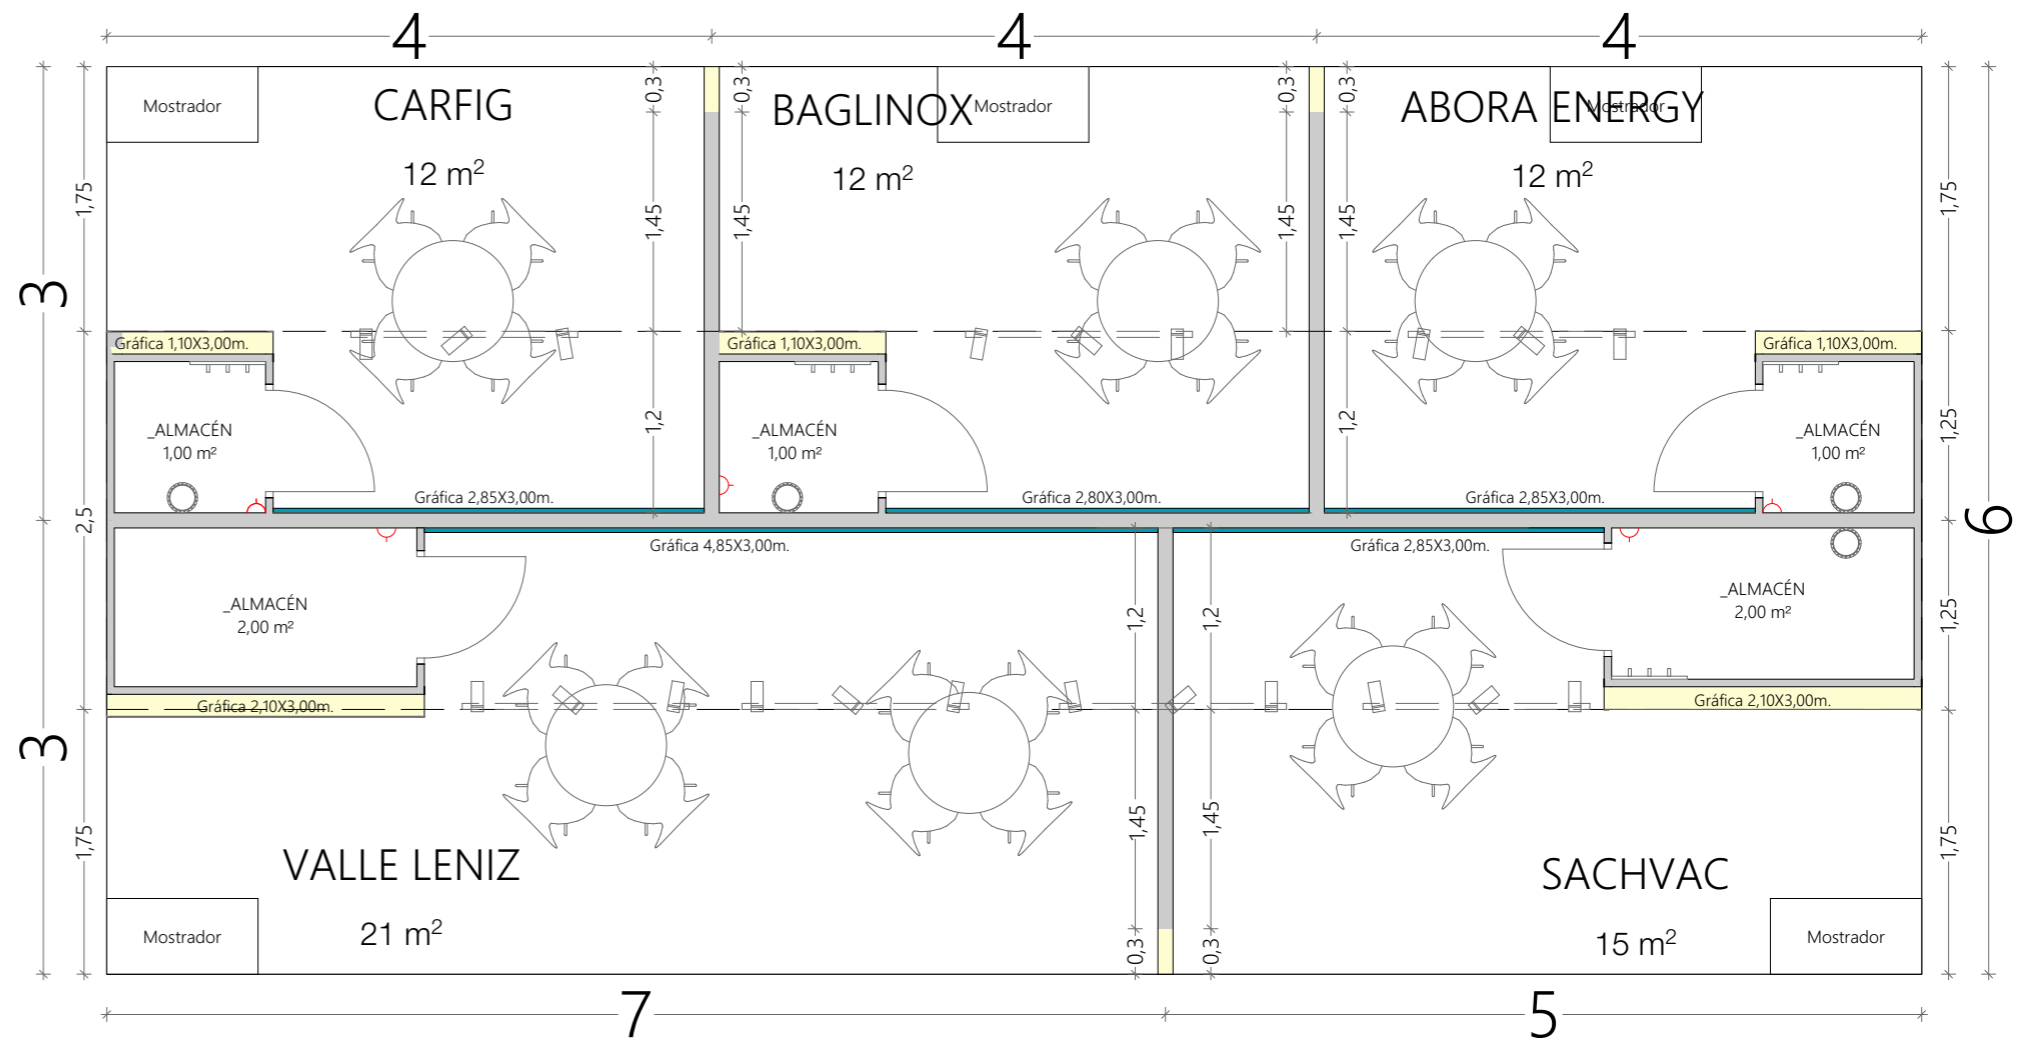 4 4 4
CARFIG BAGLINOX ABORA ENERGY
Mostrador Mostrador Mostrador
0,3 0,3 0,3 0,3
12 m² 12 m² 12 m²
1,75 1,45 1,45 1,45 1,45 1,75
3
Gráfica 1,10X3,00m. Gráfica 1,10X3,00m. Gráfica 1,10X3,00m.
1,2 1,2 1,25
_ALMACÉN _ALMACÉN _ALMACÉN
1,00 m² 1,00 m² 1,00 m²
Gráfica 2,85X3,00m. Gráfica 2,80X3,00m. Gráfica 2,85X3,00m.
2,5 6
Gráfica 4,85X3,00m. Gráfica 2,85X3,00m.
_ALMACÉN _ALMACÉN
2,00 m² 2,00 m²
1,2 1,2 1,25
Gráfica 2,10X3,00m. Gráfica 2,10X3,00m.
3
1,75 1,45 1,45 1,75
VALLE LENIZ SACHVAC
21 m² 15 m²
Mostrador Mostrador
0,3 0,3
7 5